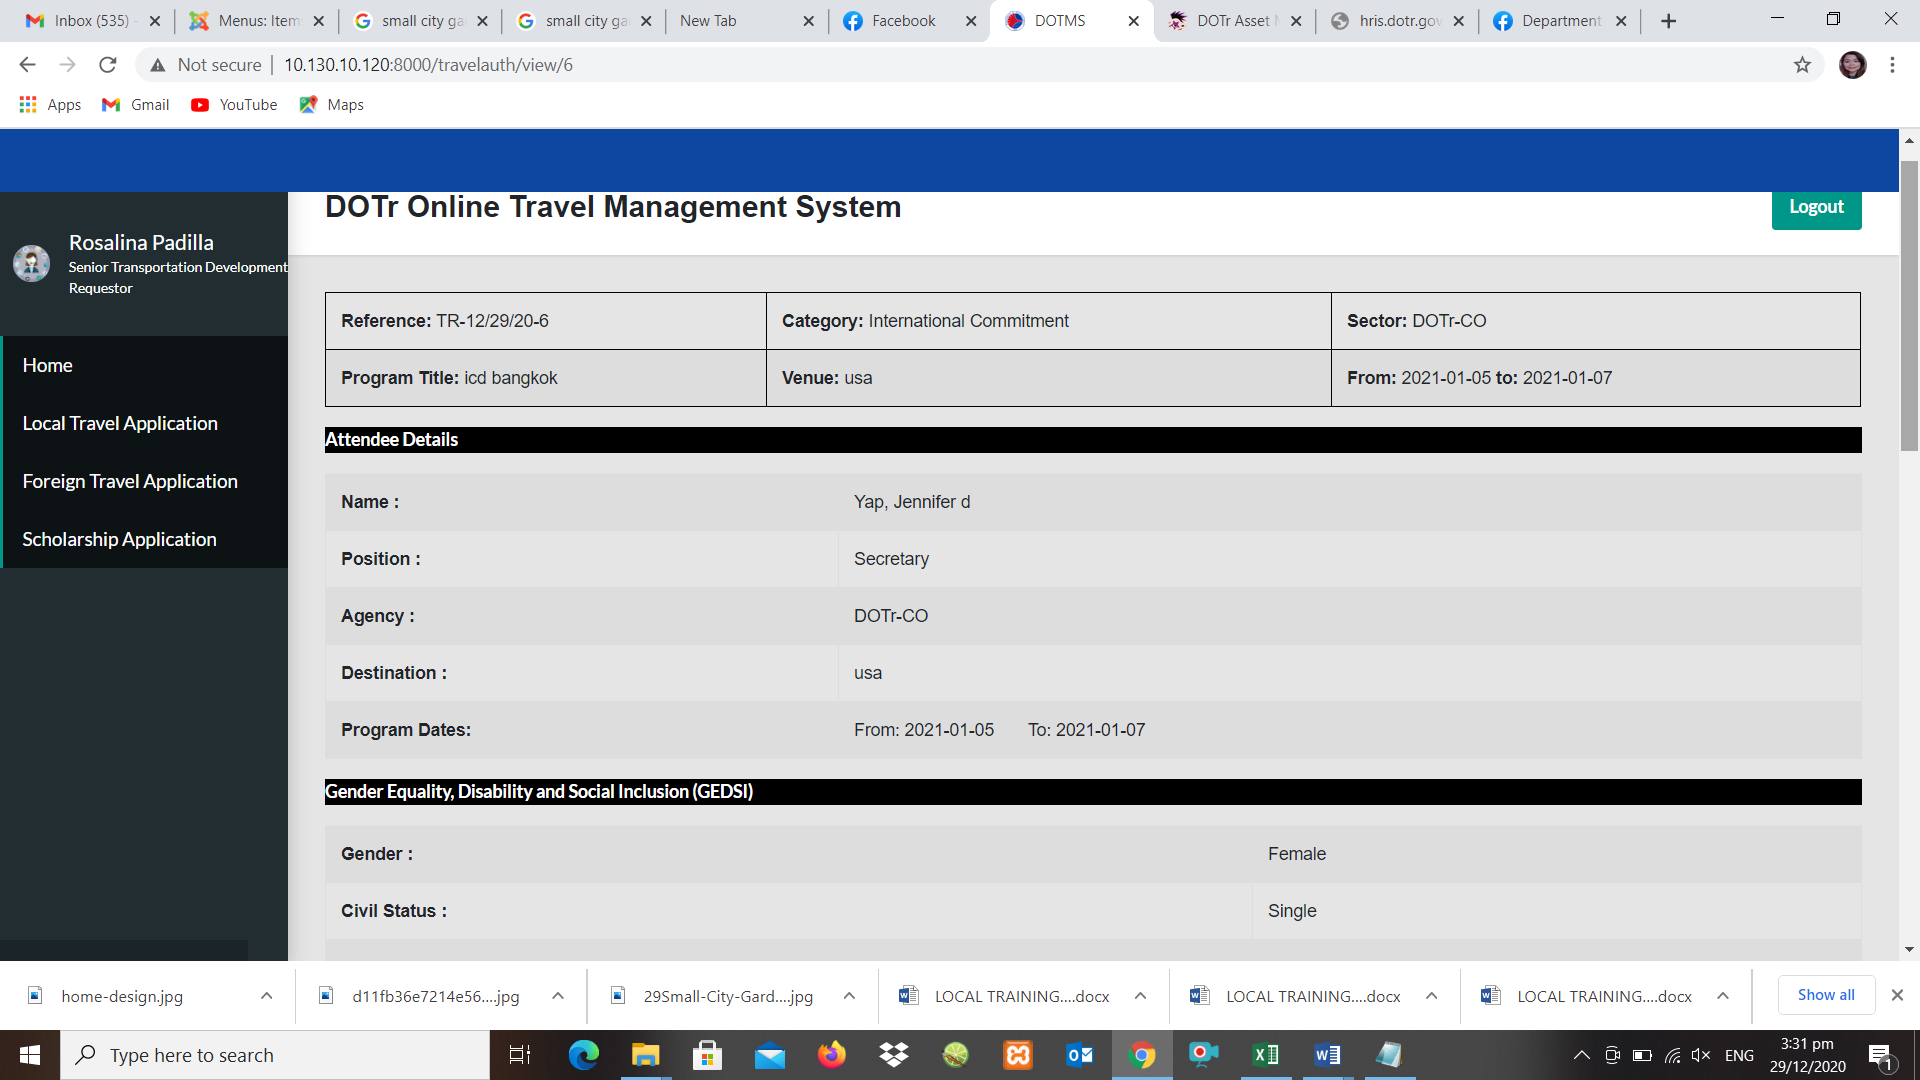 Inbox (535) -
Menus: Item
small city ga
small city ga
New Tab
Facebook
DOTMS
DOTr Asset M
hris.dotr.gov
Department
Not secure
10.130.10.120:8000/travelauth/view/6
Apps
Gmail
YouTube
Maps
DOTr Online Travel Management System
Logout
Rosalina Padilla
Senior Transportation Development
Requestor
Home
Local Travel Application
Foreign Travel Application
Scholarship Application
Reference: TR-12/29/20-6
Category: International Commitment
Sector: DOTr-CO
Program Title: icd bangkok
Venue: usa
From: 2021-01-05 to: 2021-01-07
Attendee Details
Name : Yap, Jennifer d
Position : Secretary
Agency : DOTr-CO
Destination : usa
Program Dates: From: 2021-01-05 To: 2021-01-07
Gender Equality, Disability and Social Inclusion (GEDSI)
Gender : Female
Civil Status : Single
home-design.jpg
d11fb36e7214e56....jpg
29Small-City-Gard....jpg
LOCAL TRAINING....docx
LOCAL TRAINING....docx
LOCAL TRAINING....docx
Show all
Type here to search
ENG
3:31 pm
29/12/2020
1